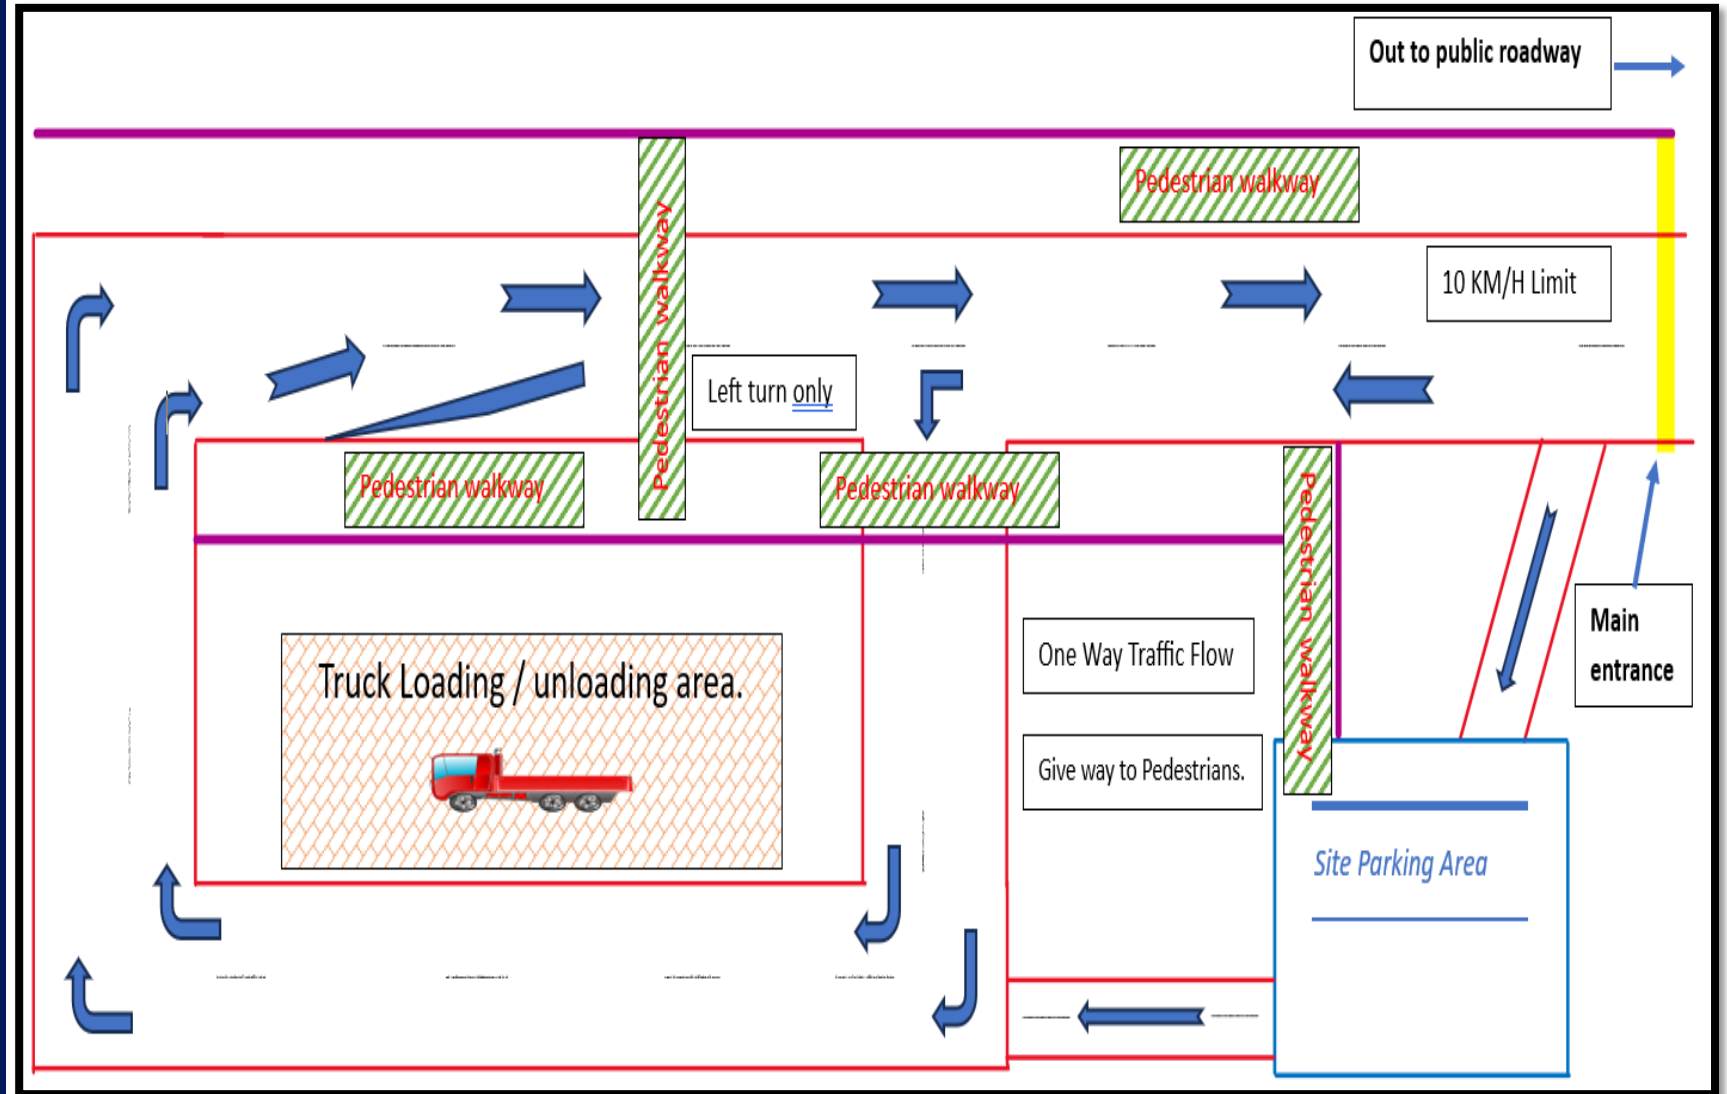 Out to public roadway
Pedestrian walkway
Pedestrian walkway
10 KM/H Limit
Left turn only
Pedestrian walkway
Pedestrian walkway
Pedestrian walkway
Main
entrance
One Way Traffic Flow
Truck Loading / unloading area.
Give way to Pedestrians.
Site Parking Area